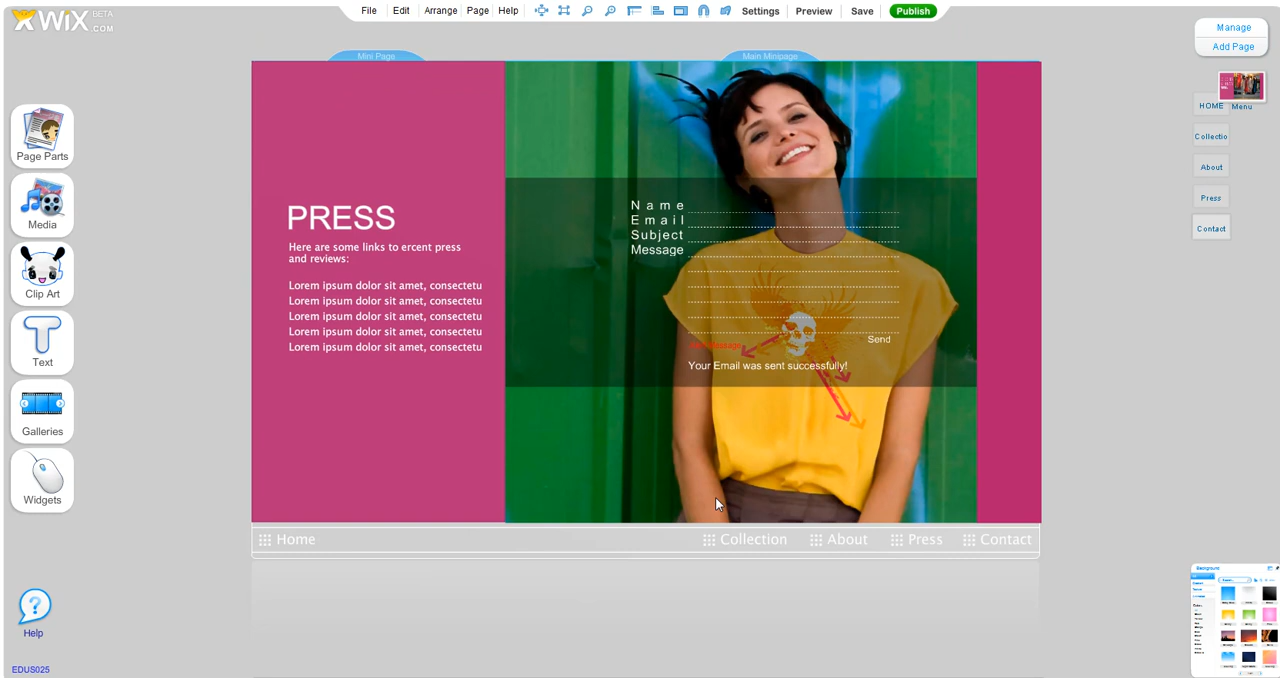 WiX BETA
.COM
File Edit Arrange Page Help Settings Preview Save Publish
Manage
Add Page
Mini Page
Main Minipage
HOME Menu
Collectio
About
Press
Contact
Page Parts
Media
Clip Art
Text
Galleries
Widgets
Help
EDUS025
PRESS
Here are some links to ercent press
and reviews:
Lorem ipsum dolor sit amet, consectetu
Lorem ipsum dolor sit amet, consectetu
Lorem ipsum dolor sit amet, consectetu
Lorem ipsum dolor sit amet, consectetu
Lorem ipsum dolor sit amet, consectetu
Name
Email
Subject
Message
Send
Your Email was sent successfully!
Home Collection About Press Contact
Background